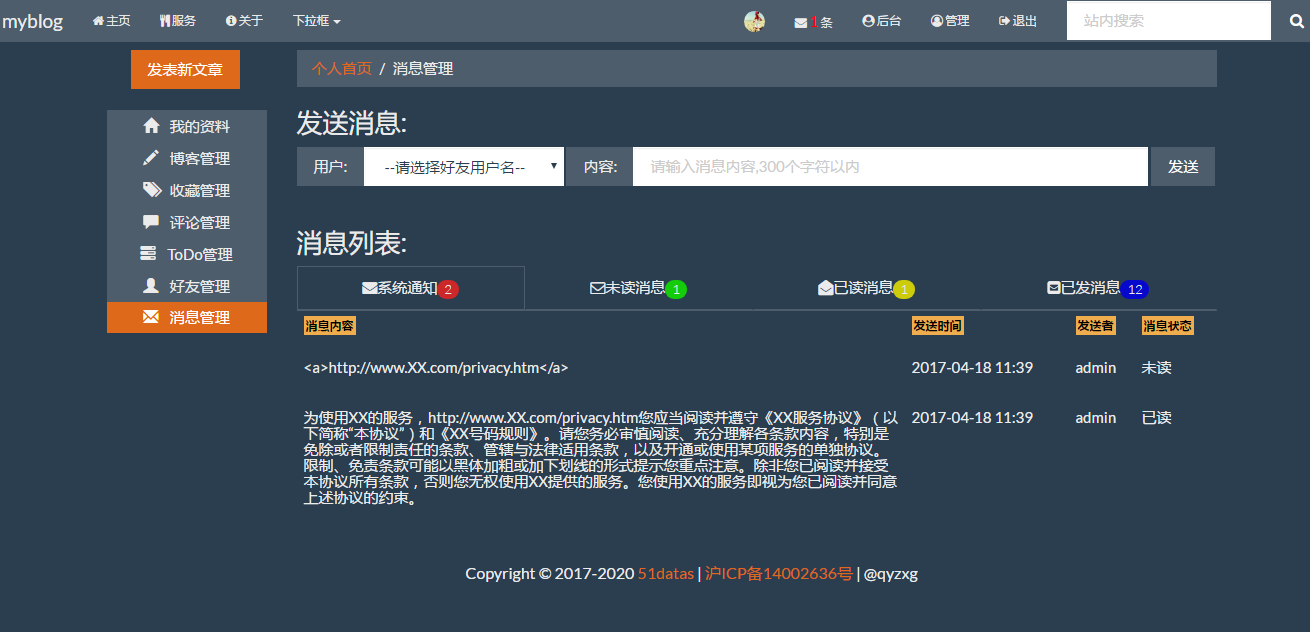 myblog 主页 服务 关于 下拉框 1 条 后台 管理 退出 站内搜索
发表新文章
个人首页 / 消息管理
我的资料
博客管理
收藏管理
评论管理
ToDo管理
好友管理
消息管理
发送消息:
用户: --请选择好友用户名-- 内容: 请输入消息内容,300个字符以内 发送
消息列表:
系统通知 2 未读消息 1 已读消息 1 已发消息 12
消息内容 发送时间 发送者 消息状态
<a>http://www.XX.com/privacy.htm</a> 2017-04-18 11:39 admin 未读
为使用XX的服务，http://www.XX.com/privacy.htm您应当阅读并遵守《XX服务协议》（以 2017-04-18 11:39 admin 已读
下简称“本协议”）和《XX号码规则》。请您务必审慎阅读、充分理解各条款内容，特别是
免除或者限制责任的条款、管辖与法律适用条款，以及开通或使用某项服务的单独协议。
限制、免责条款可能以黑体加粗或加下划线的形式提示您重点注意。除非您已阅读并接受
本协议所有条款，否则您无权使用XX提供的服务。您使用XX的服务即视为您已阅读并同意
上述协议的约束。
Copyright © 2017-2020 51datas | 沪ICP备14002636号 | @qyzxg